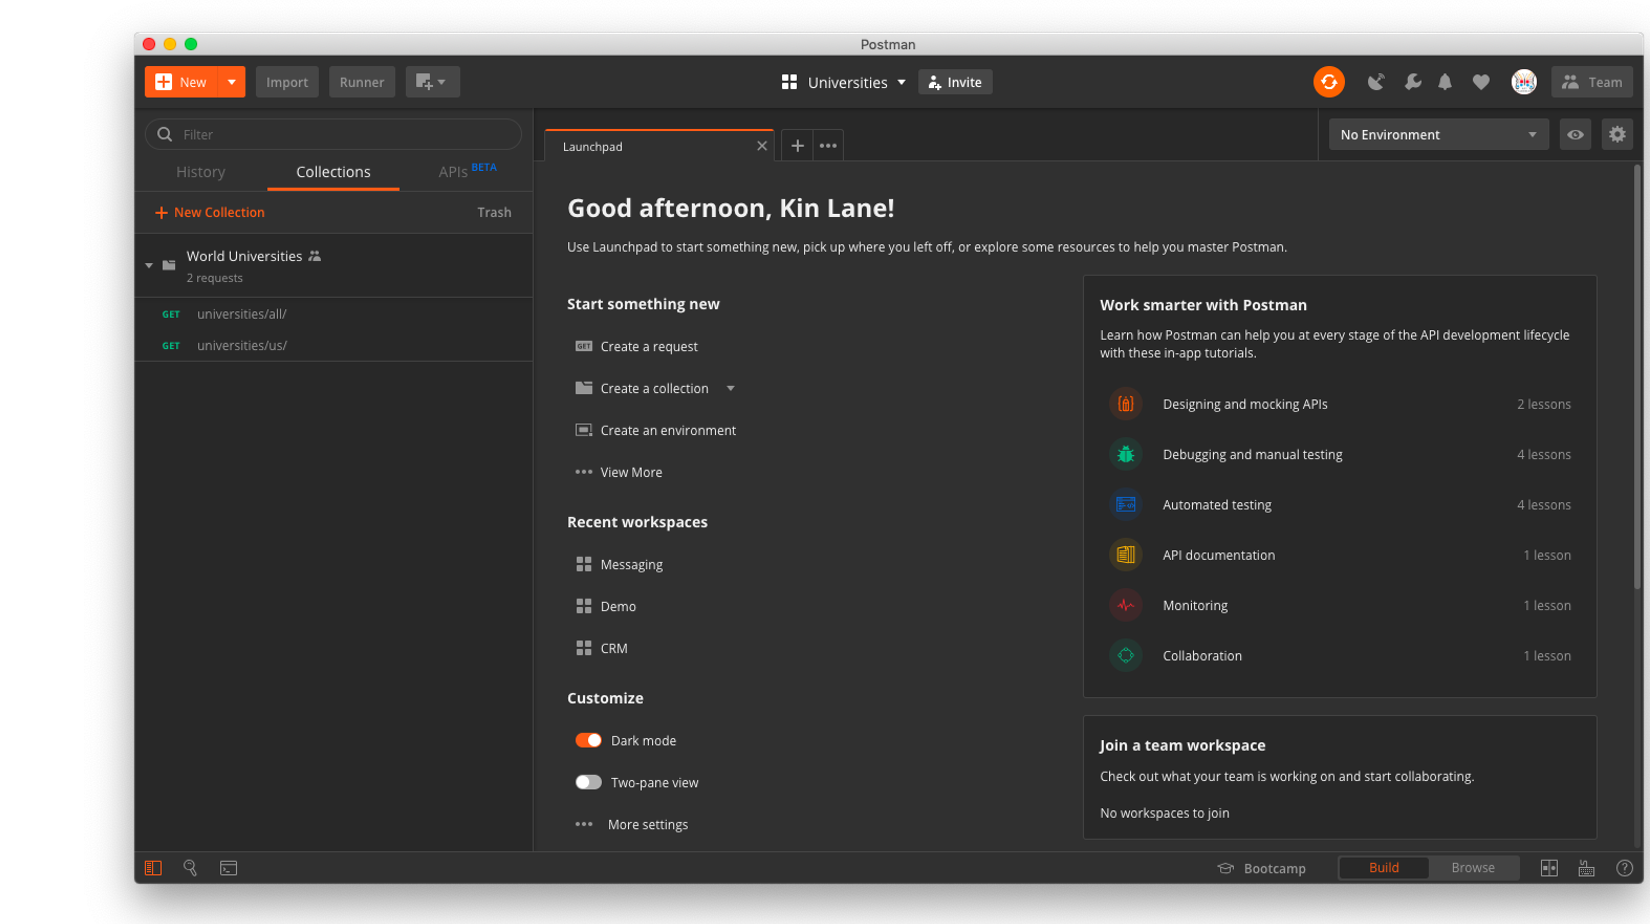 Postman
New
Import
Runner
Universities
Invite
Team
Filter
History
Collections
APIs BETA
New Collection
Trash
World Universities
2 requests
GET universities/all/
GET universities/us/
Launchpad
No Environment
Good afternoon, Kin Lane!
Use Launchpad to start something new, pick up where you left off, or explore some resources to help you master Postman.
Start something new
GET Create a request
Create a collection
Create an environment
View More
Recent workspaces
Messaging
Demo
CRM
Customize
Dark mode
Two-pane view
More settings
Work smarter with Postman
Learn how Postman can help you at every stage of the API development lifecycle
with these in-app tutorials.
Designing and mocking APIs 2 lessons
Debugging and manual testing 4 lessons
Automated testing 4 lessons
API documentation 1 lesson
Monitoring 1 lesson
Collaboration 1 lesson
Join a team workspace
Check out what your team is working on and start collaborating.
No workspaces to join
Bootcamp
Build
Browse